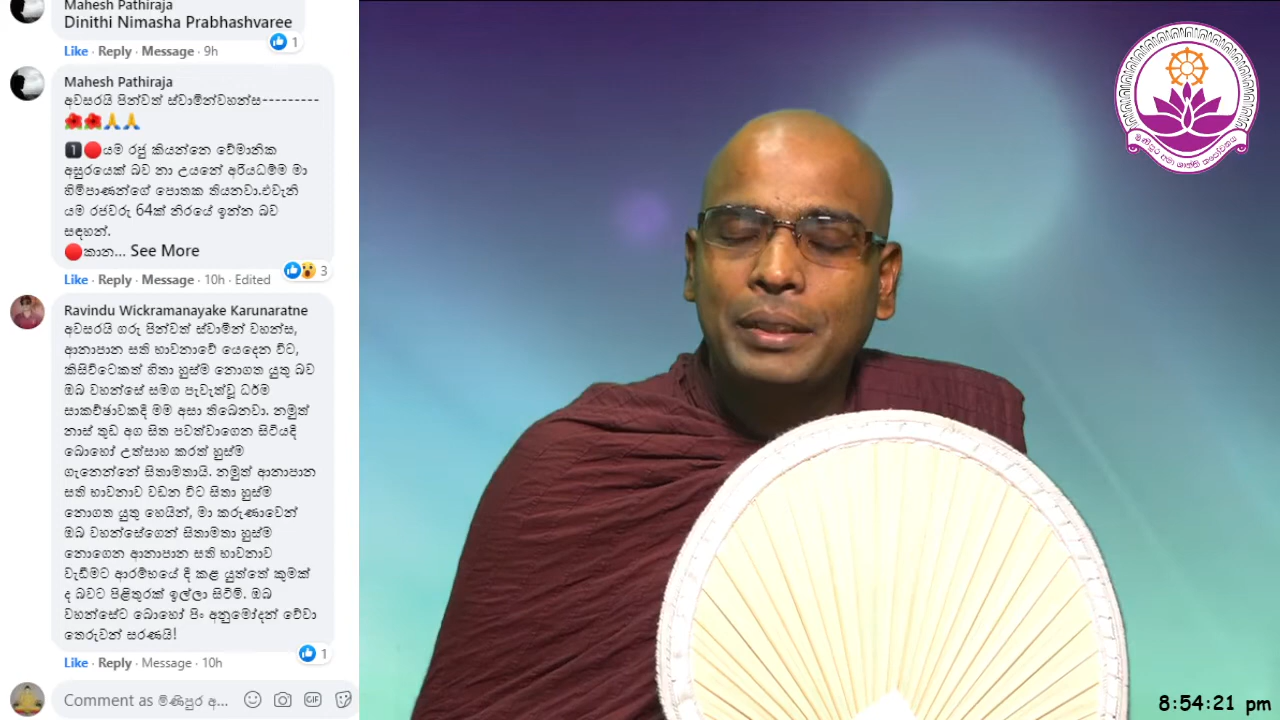 Mahesh Pathiraja
Dinithi Nimasha Prabhashvaree
Like · Reply · Message · 9h
1
Mahesh Pathiraja
අවසරයි පින්වත් ස්වාමින්වහන්ස---------
1 යම රජු කියන්නෙ වේමානික
අසුරයෙක් බව නා උයනේ අරියධම්ම මා
හිමිපාණන්ගේ පොතක තියනවා.එවැනි
යම රජවරු 64ක් නිරයේ ඉන්න බව
සඳහන්.
කාන... See More
Like · Reply · Message · 10h · Edited
3
Ravindu Wickramanayake Karunaratne
අවසරයි ගරු පින්වත් ස්වාමීන් වහන්ස,
ආනාපාන සති භාවනාවේ යෙදෙන විට,
කිසිවිටෙකත් හිතා හුස්ම නොගත යුතු බව
ඔබ වහන්සේ සමග පැවැත්වූ ධර්ම
සාකච්ඡාවකදී මම අසා තිබෙනවා. නමුත්
නාස් තුඩ අග සිත පවත්වාගෙන සිටියදී
බොහෝ උත්සාහ කරත් හුස්ම
ගැනෙන්නේ සිතාමතායි. නමුත් ආනාපාන
සති භාවනාව වඩන විට සිතා හුස්ම
නොගත යුතු හෙයින්, මා කරුණාවෙන්
ඔබ වහන්සේගෙන් සිතාමතා හුස්ම
නොගෙන ආනාපාන සති භාවනාව
වැඩීමට ආරම්භයේ දී කළ යුත්තේ කුමක්
ද බවට පිළිතුරක් ඉල්ලා සිටිමි. ඔබ
වහන්සේට බොහෝ පිං අනුමෝදන් වේවා
තෙරුවන් සරණයි!
1
Like · Reply · Message · 10h
Comment as මිණිපුර අ...
GIF
8:54:21 pm